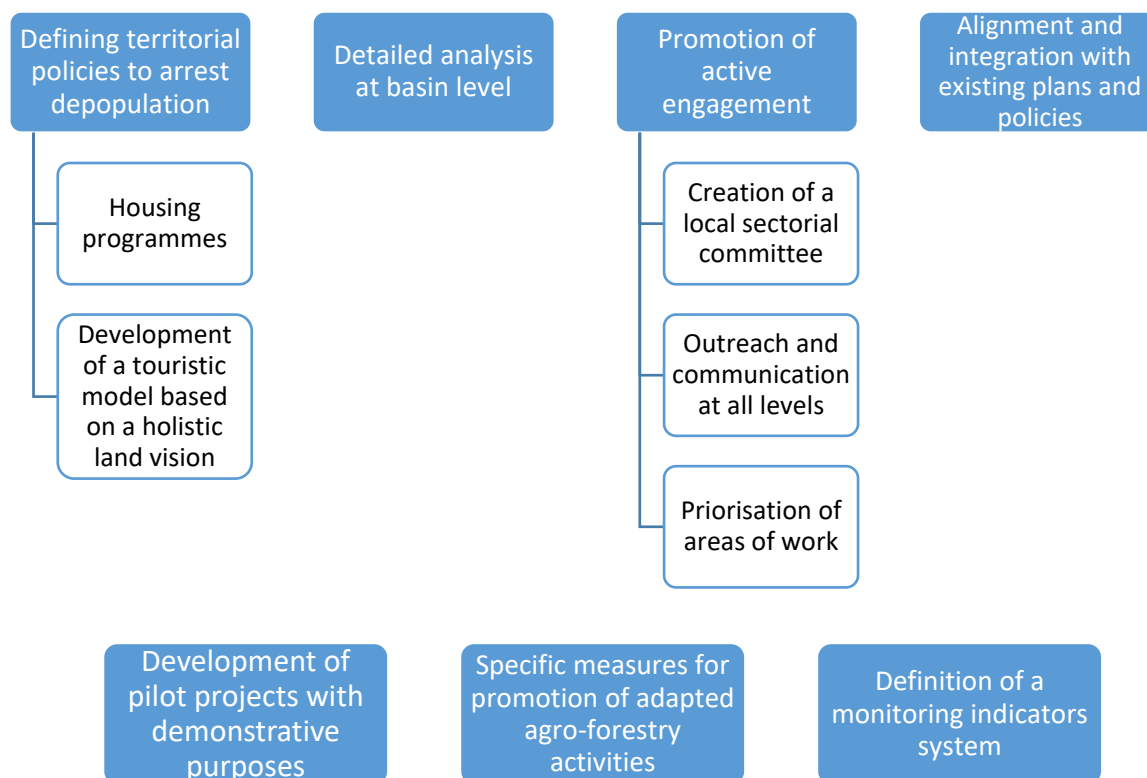 Defining territorial
policies to arrest
depopulation
Housing
programmes
Development
of a touristic
model based
on a holistic
land vision
Detailed analysis
at basin level
Promotion of
active
engagement
Creation of a
local sectorial
committee
Outreach and
communication
at all levels
Priorisation of
areas of work
Alignment and
integration with
existing plans and
policies
Development of
pilot projects with
demonstrative
purposes
Specific measures for
promotion of adapted
agro-forestry
activities
Definition of a
monitoring indicators
system